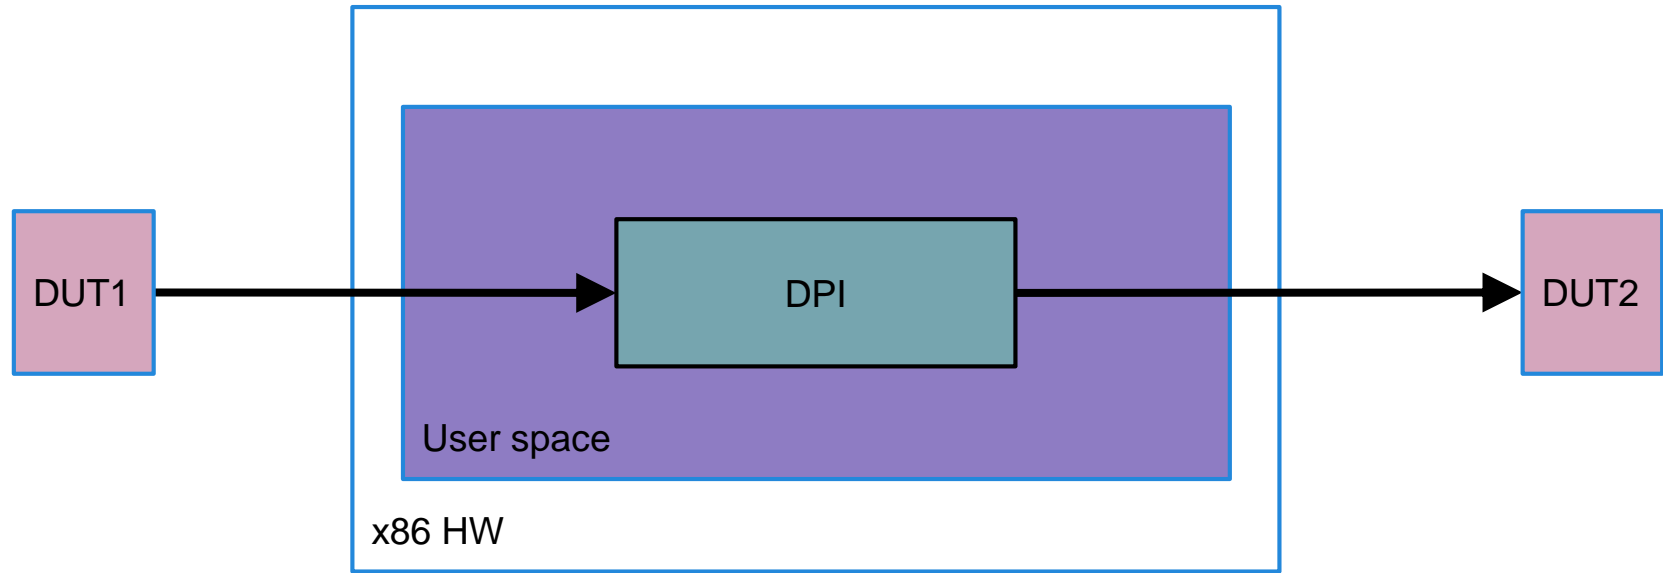 DUT1
DPI
DUT2
User space
x86 HW